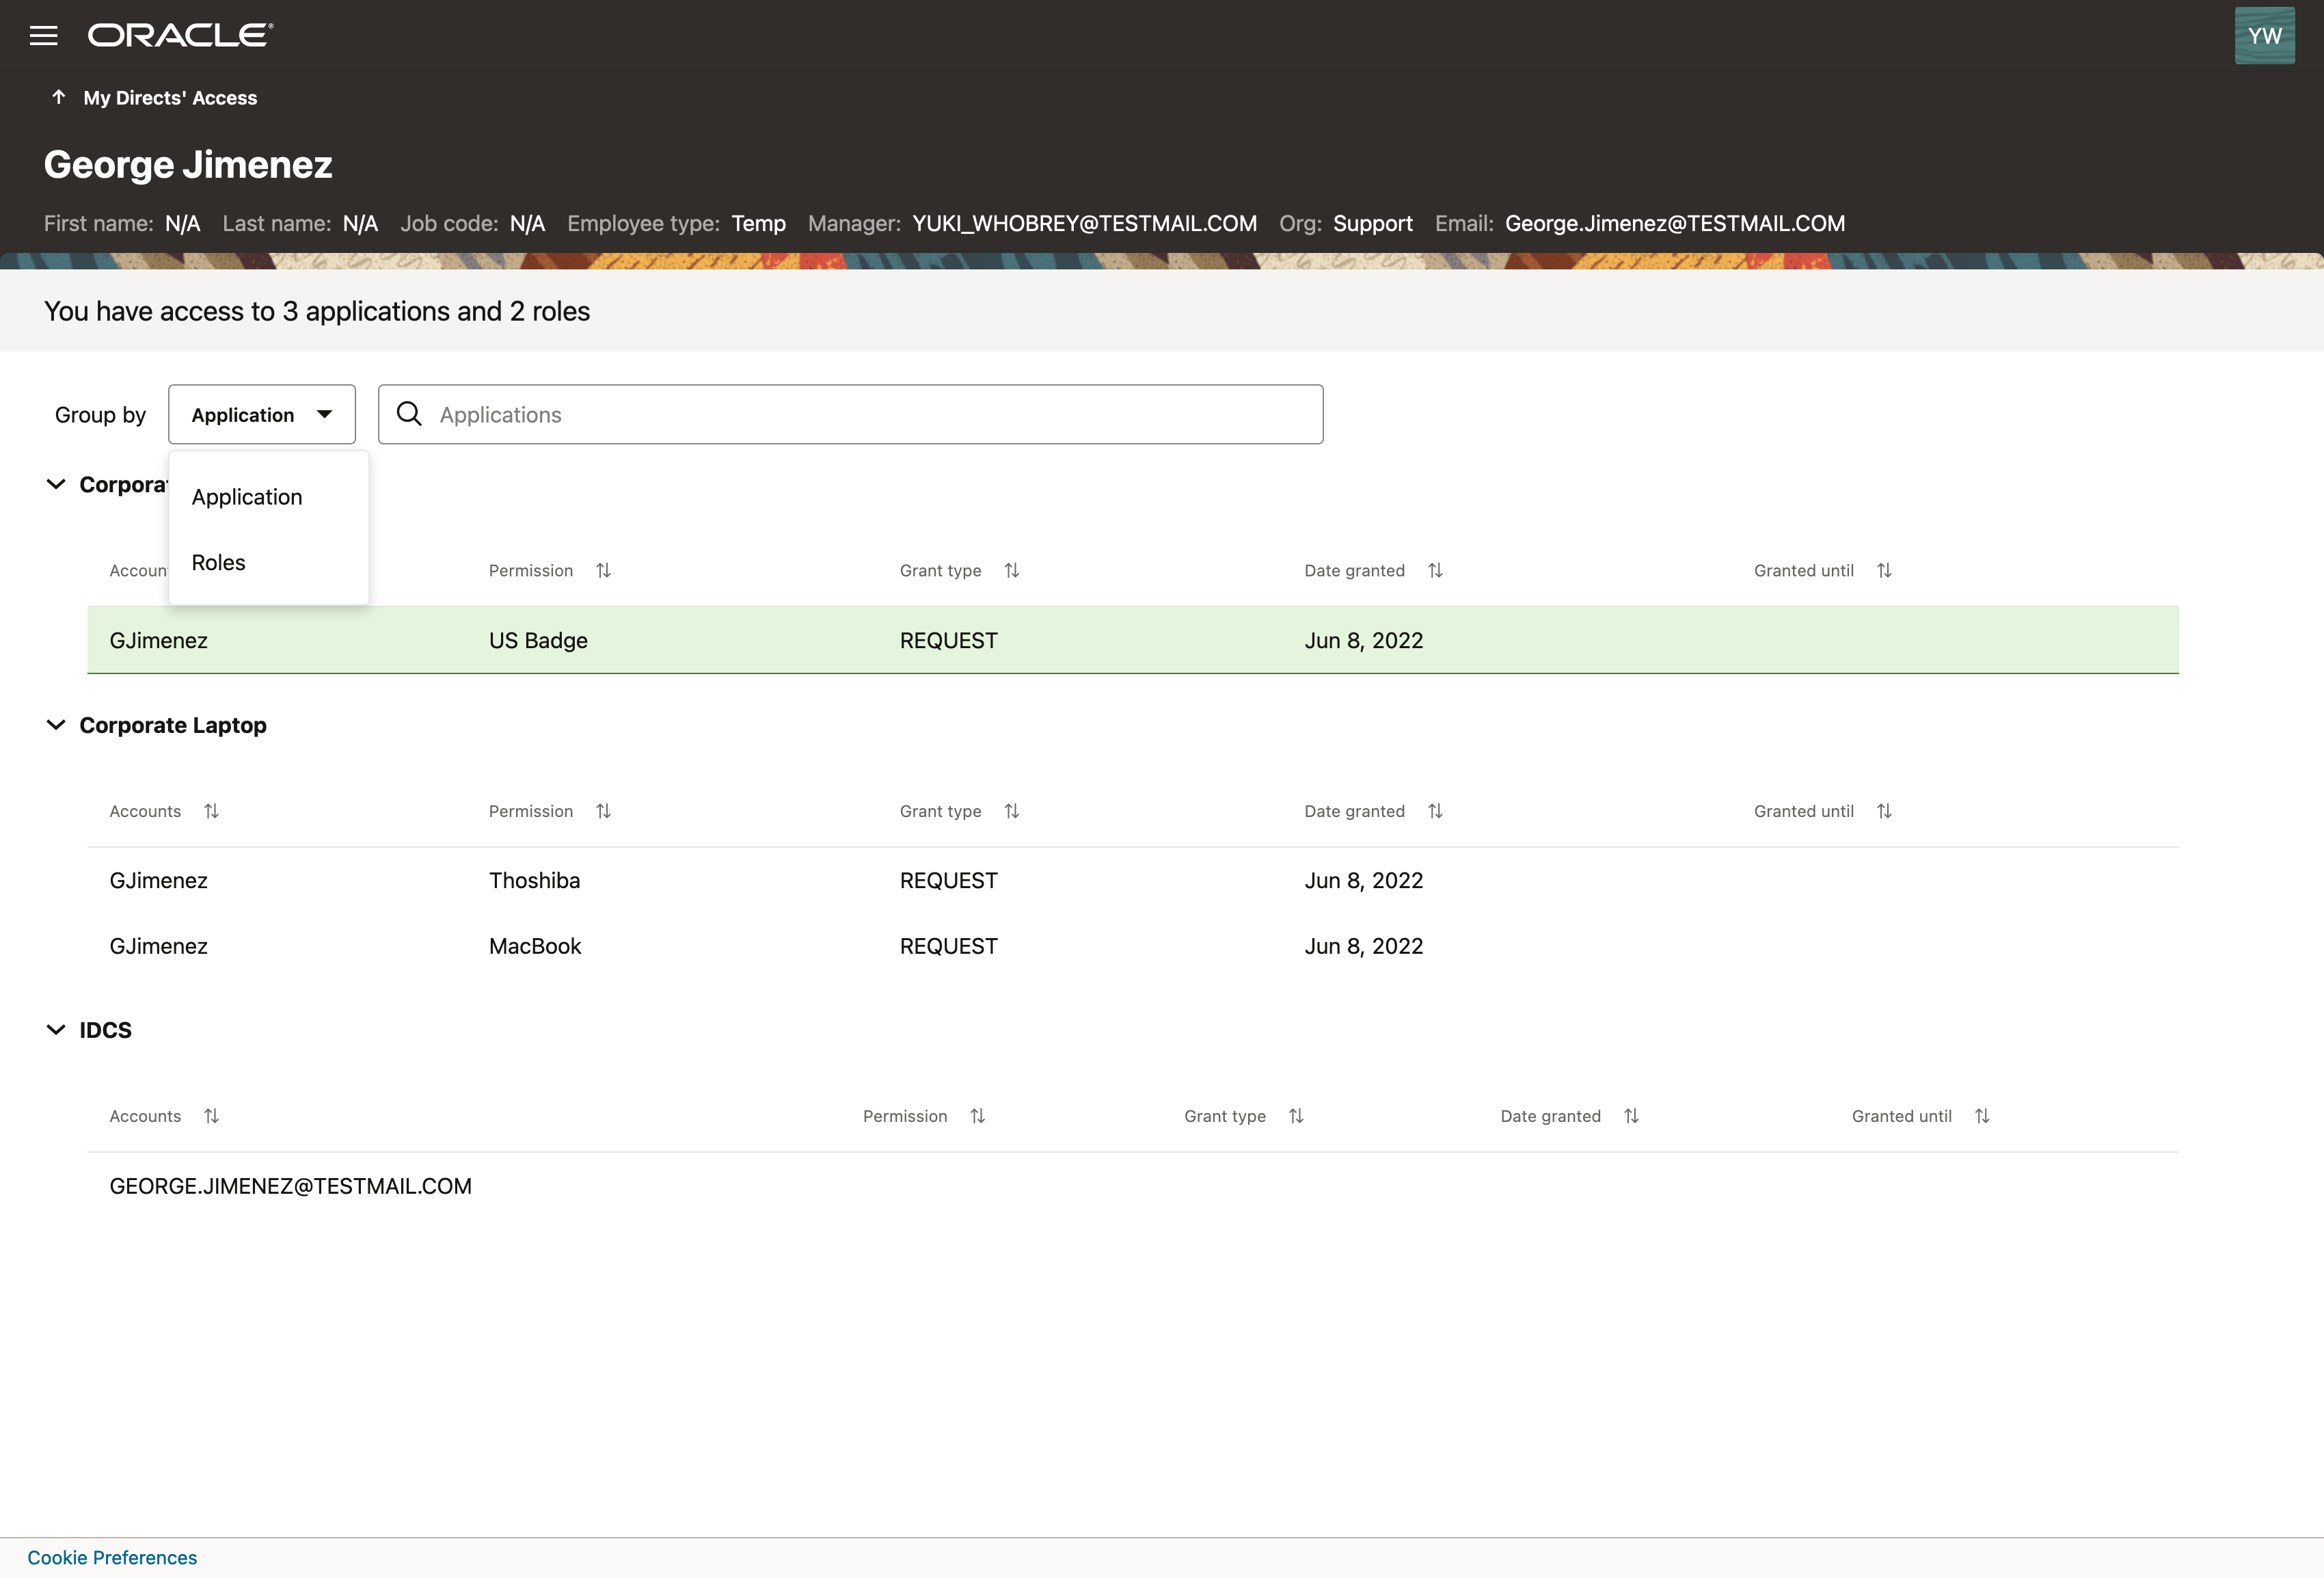 ORACLE
YW
My Directs' Access
George Jimenez
First name: N/A Last name: N/A Job code: N/A Employee type: Temp Manager: YUKI_WHOBREY@TESTMAIL.COM Org: Support Email: George.Jimenez@TESTMAIL.COM
You have access to 3 applications and 2 roles
Group by Application Applications
Application
Roles
Permission Grant type Date granted Granted until
GJimenez US Badge REQUEST Jun 8, 2022
Corporate Laptop
Accounts Permission Grant type Date granted Granted until
GJimenez Thoshiba REQUEST Jun 8, 2022
GJimenez MacBook REQUEST Jun 8, 2022
IDCS
Accounts Permission Grant type Date granted Granted until
GEORGE.JIMENEZ@TESTMAIL.COM
Cookie Preferences